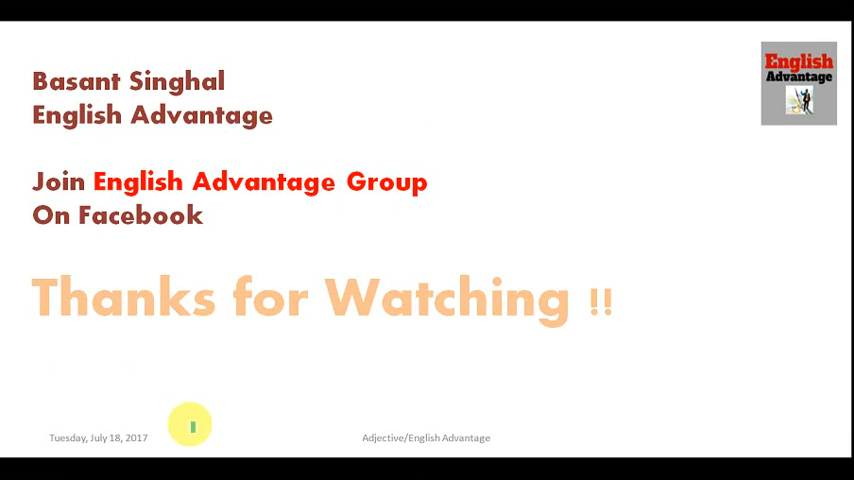 Basant Singhal
English Advantage
English
Advantage
Join English Advantage Group
On Facebook
Thanks for Watching !!
Tuesday, July 18, 2017
Adjective/English Advantage